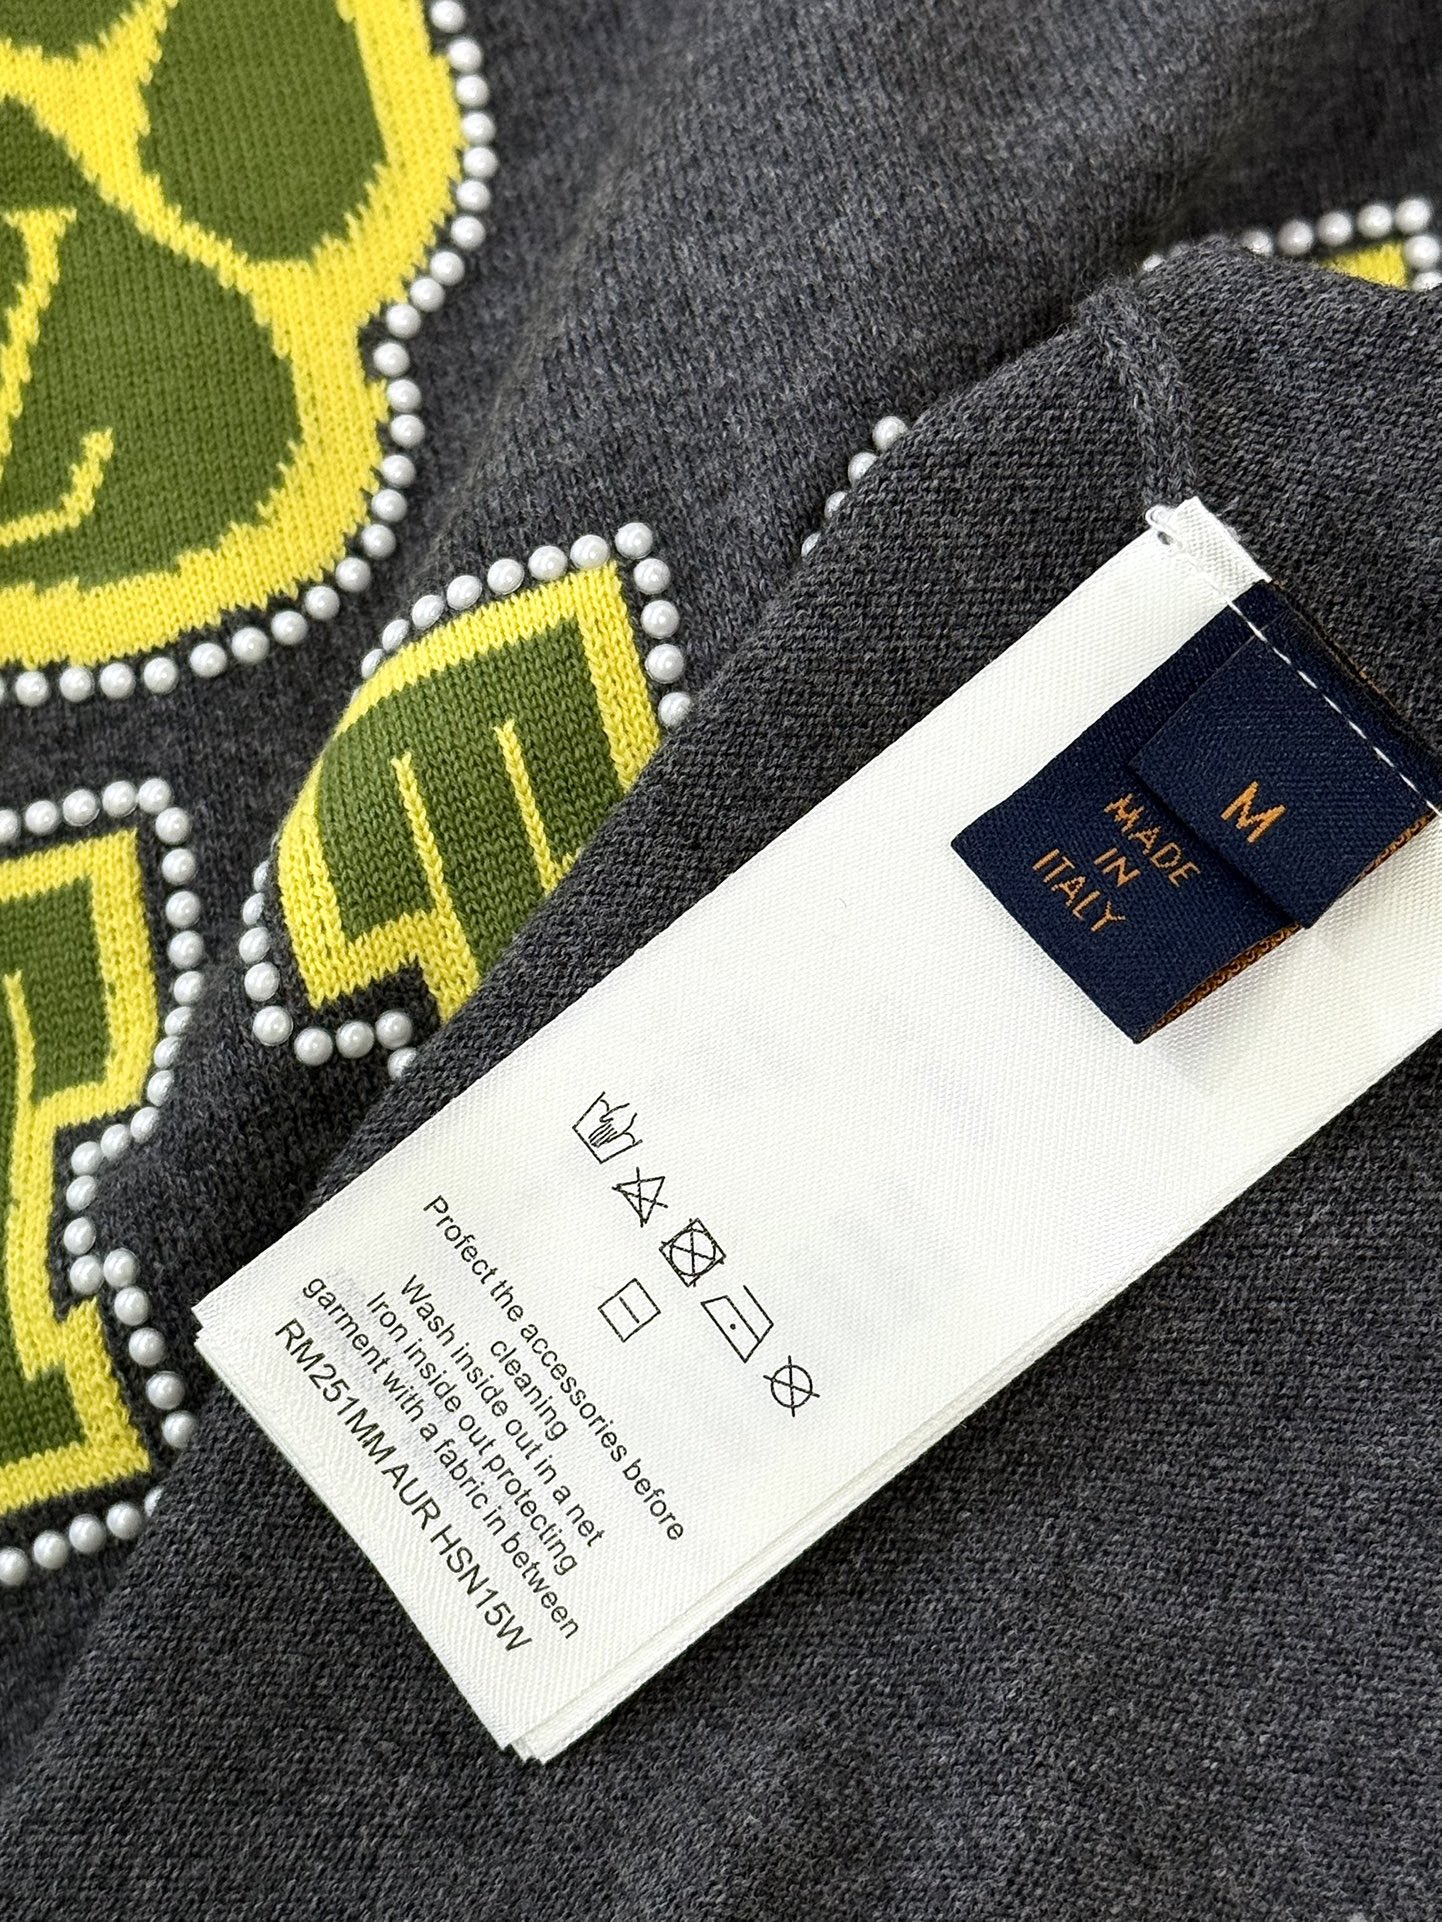 M
MADE
IN
ITALY
Profect the accessories before
cleaning
Wash inside out in a net
Iron inside out protecting
garment with a fabric in between
RM251MM AUR HSN15W